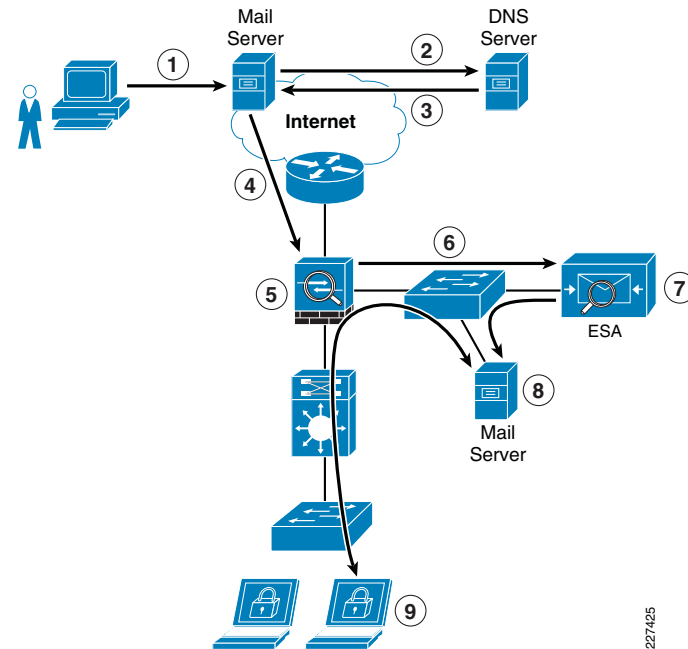 Mail
Server
DNS
Server
1
2
3
Internet
4
5
6
7
ESA
8
Mail
Server
9
227425